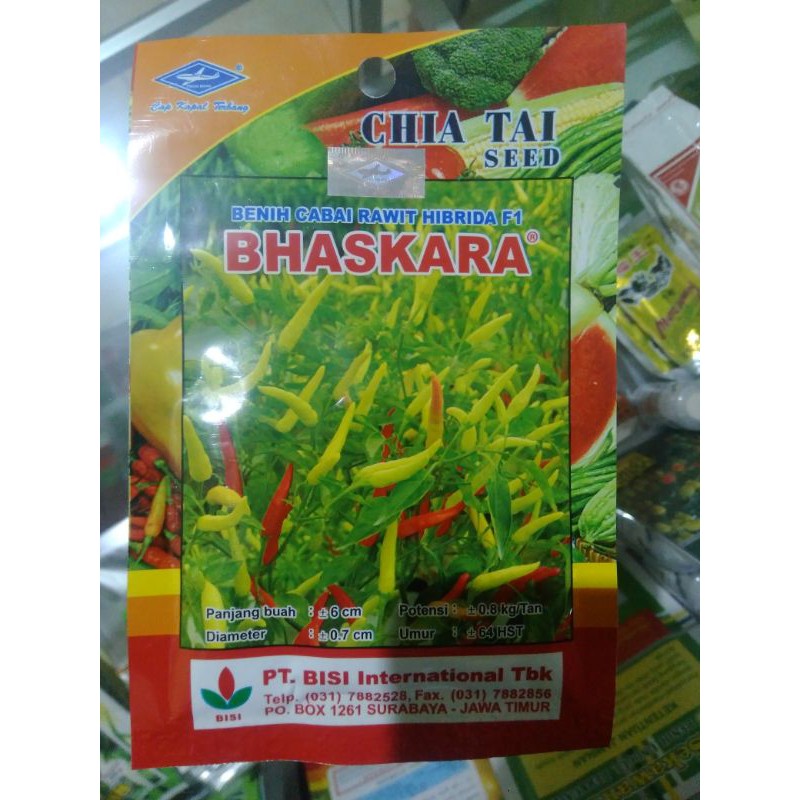 Cap Kapal Terbang
CHIA TAI
SEED
BENIH CABAI RAWIT HIBRIDA F1
BHASKARA®
Panjang buah : ± 6 cm
Diameter : ± 0.7 cm
Potensi : ± 0.8 kg/Tan
Umur : ± 64 HST
BISI
PT. BISI International Tbk
Telp. (031) 7882528, Fax. (031) 7882856
PO. BOX 1261 SURABAYA - JAWA TIMUR
KETENTUAN